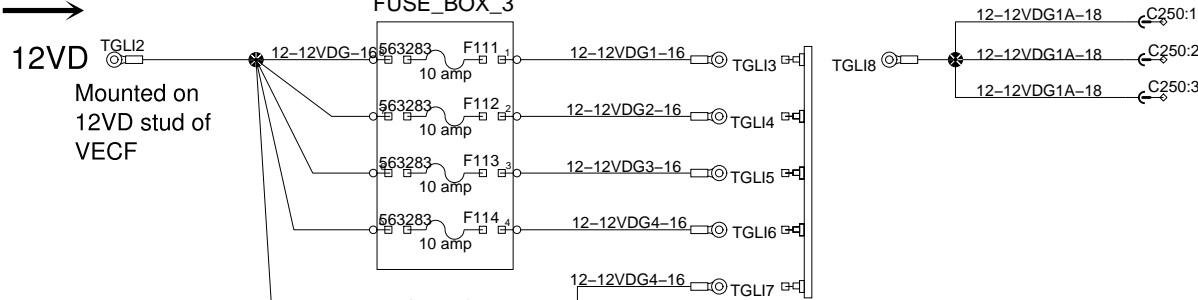 FUSE_BOX_3
12VD TGLI2
Mounted on
12VD stud of
VECF
12-12VDG-16 563283 F111 1 12-12VDG1-16 TGLI3
10 amp
563283 F112 2 12-12VDG2-16 TGLI4
10 amp
563283 F113 3 12-12VDG3-16 TGLI5
10 amp
563283 F114 4 12-12VDG4-16 TGLI6
10 amp
12-12VDG4-16 TGLI7
TGLI8
12-12VDG1A-18 C250:1
12-12VDG1A-18 C250:2
12-12VDG1A-18 C250:3